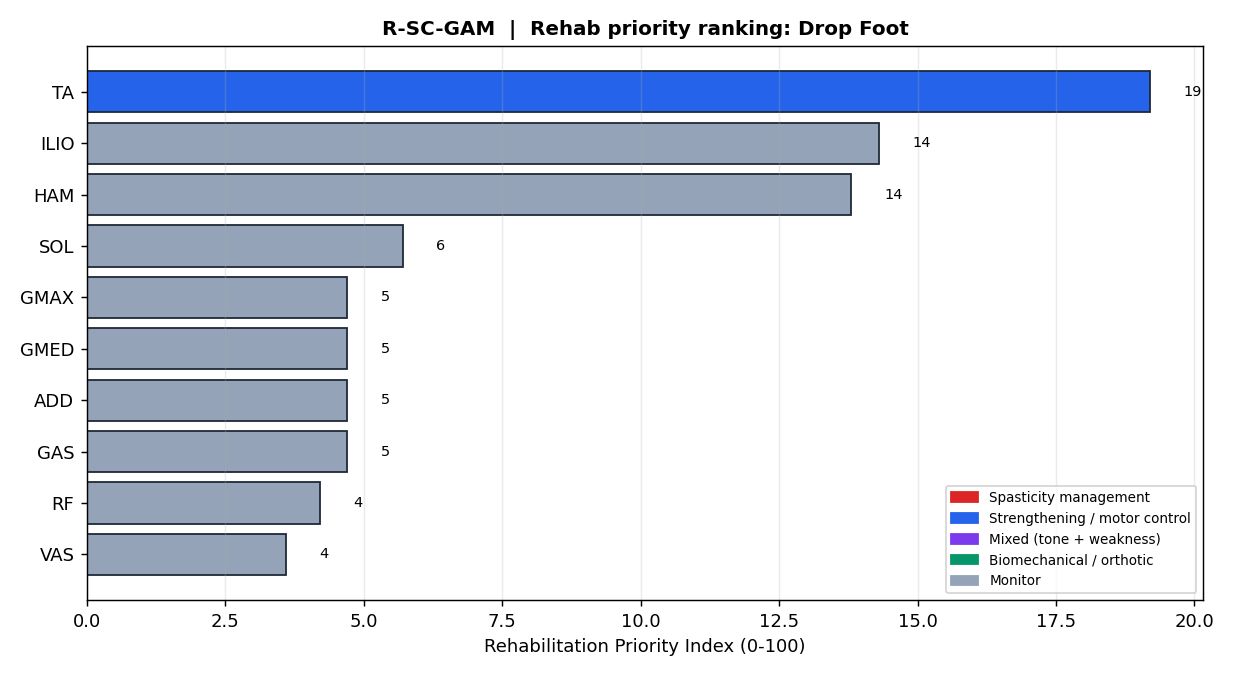 R-SC-GAM | Rehab priority ranking: Drop Foot
TA 19
ILIO 14
HAM 14
SOL 6
GMAX 5
GMED 5
ADD 5
GAS 5
RF 4
VAS 4
Spasticity management
Strengthening / motor control
Mixed (tone + weakness)
Biomechanical / orthotic
Monitor
0.0 2.5 5.0 7.5 10.0 12.5 15.0 17.5 20.0
Rehabilitation Priority Index (0-100)